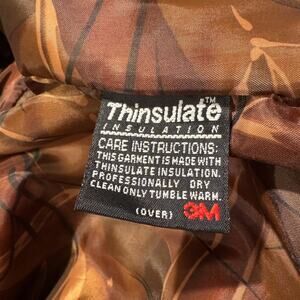 Thinsulate™
INSULATION
CARE INSTRUCTIONS:
THIS GARMENT IS MADE WITH
THINSULATE INSULATION.
PROFESSIONALLY DRY
CLEAN ONLY TUMBLE WARM.
(OVER) 3M